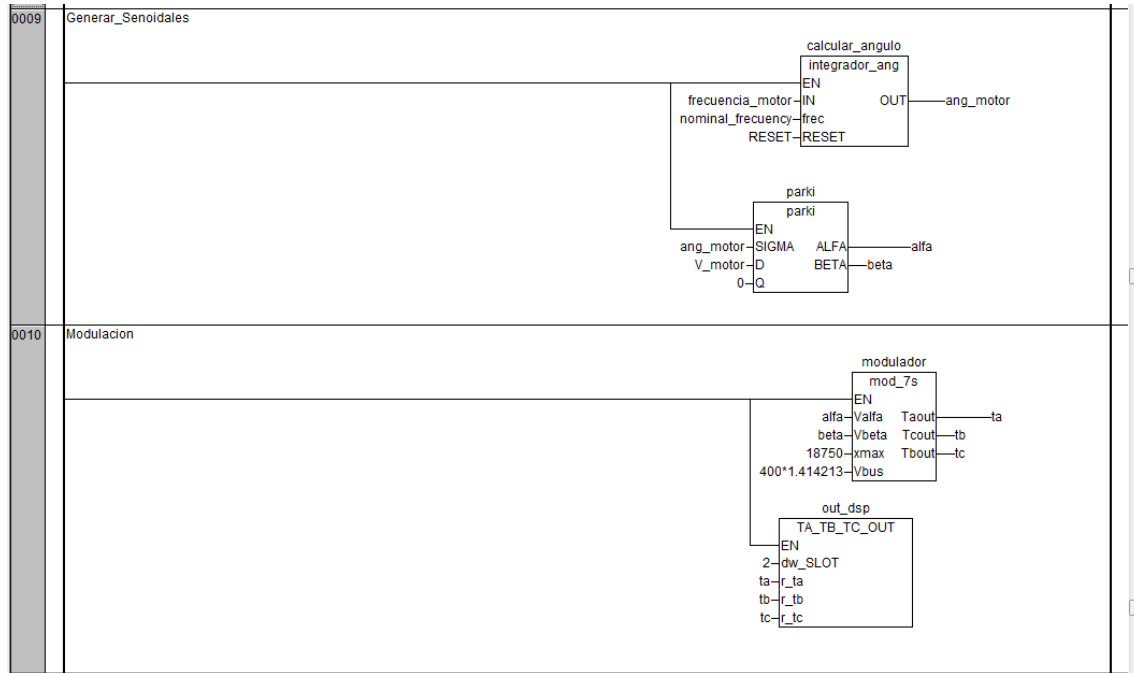 0009 Generar_Senoidales
calcular_angulo
integrador_ang
EN
frecuencia_motor IN OUT ang_motor
nominal_frecuency frec
RESET RESET
parki
parki
EN
ang_motor SIGMA ALFA alfa
V_motor D BETA beta
0 Q
0010 Modulacion
modulador
mod_7s
EN
alfa Valfa Taout ta
beta Vbeta Tcout tb
18750 xmax Tbout tc
400*1.414213 Vbus
out_dsp
TA_TB_TC_OUT
EN
2 dw_SLOT
ta r_ta
tb r_tb
tc r_tc